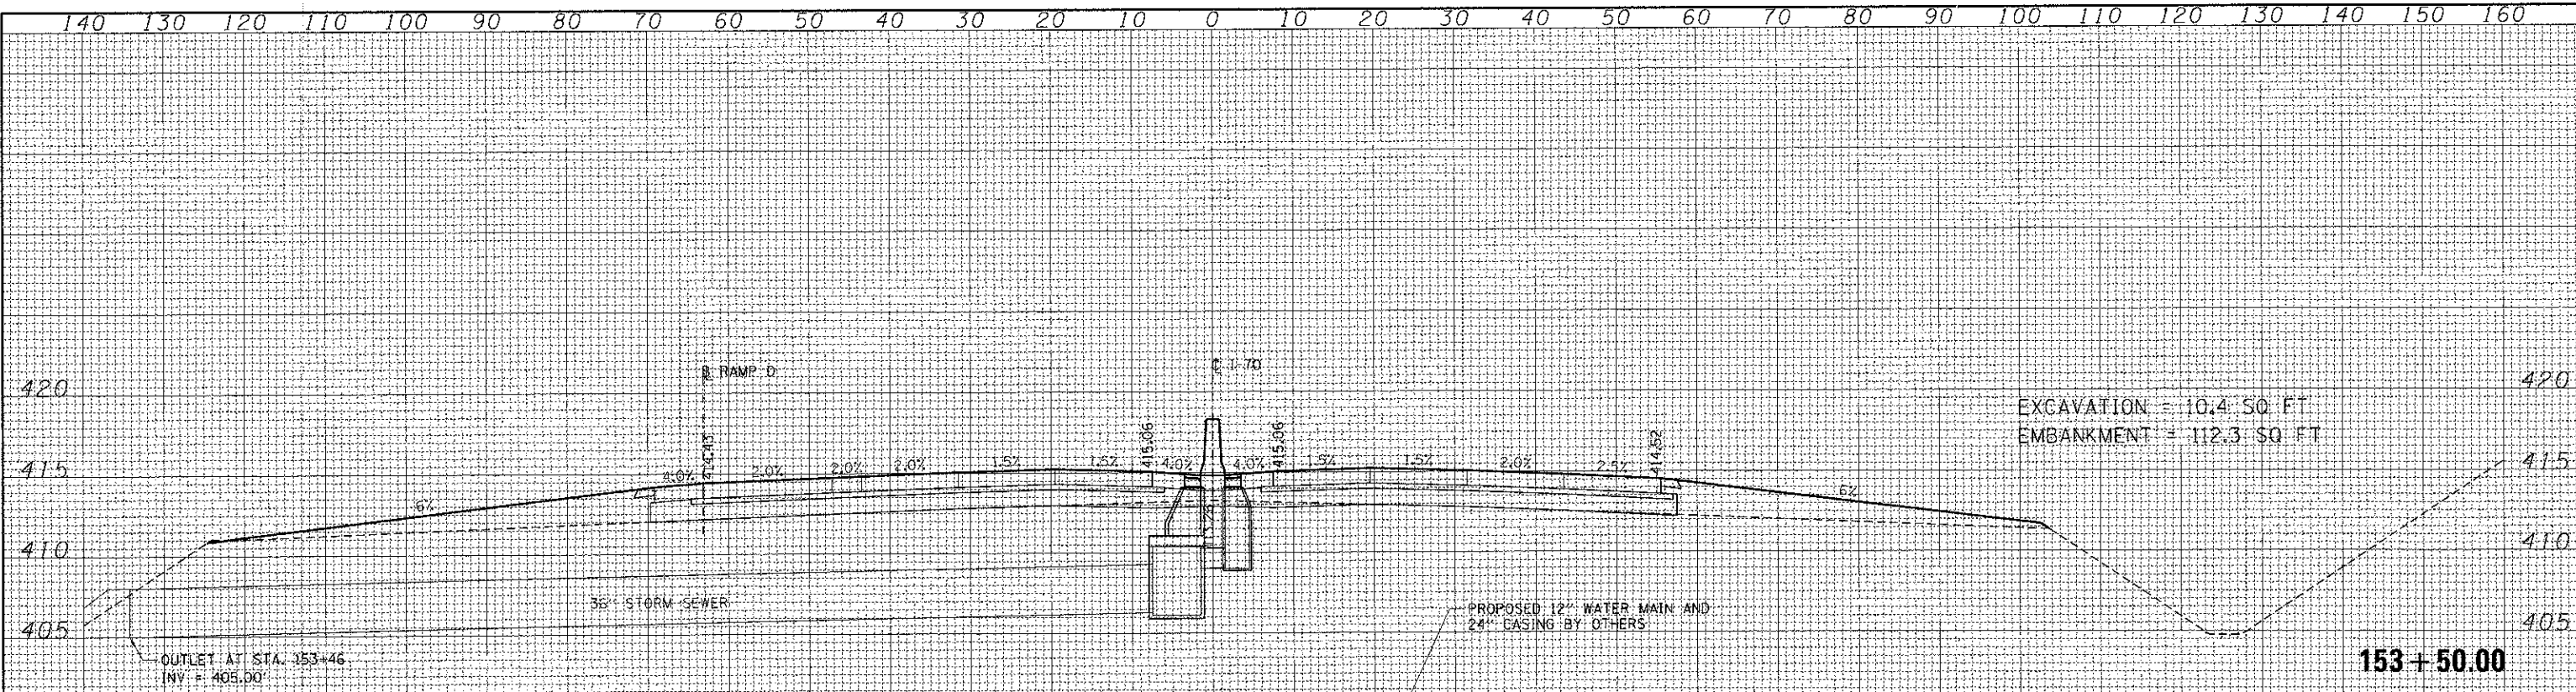 140 130 120 110 100 90 80 70 60 50 40 30 20 10 0 10 20 30 40 50 60 70 80 90 100 110 120 130 140 150 160
℄ I-70
B RAMP D
420 420
EXCAVATION = 10.4 SQ FT
EMBANKMENT = 112.3 SQ FT
414.43 415.06 415.06 414.52
415 4.0% 2.0% 2.0% 2.0% 1.5% 1.5% 4.0% 4.0% 1.5% 1.5% 2.0% 2.5% 415
6% 6%
410 410
36" STORM SEWER
PROPOSED 12" WATER MAIN AND
24" CASING BY OTHERS
405 405
OUTLET AT STA. 153+46
INV = 405.00'
153 + 50.00